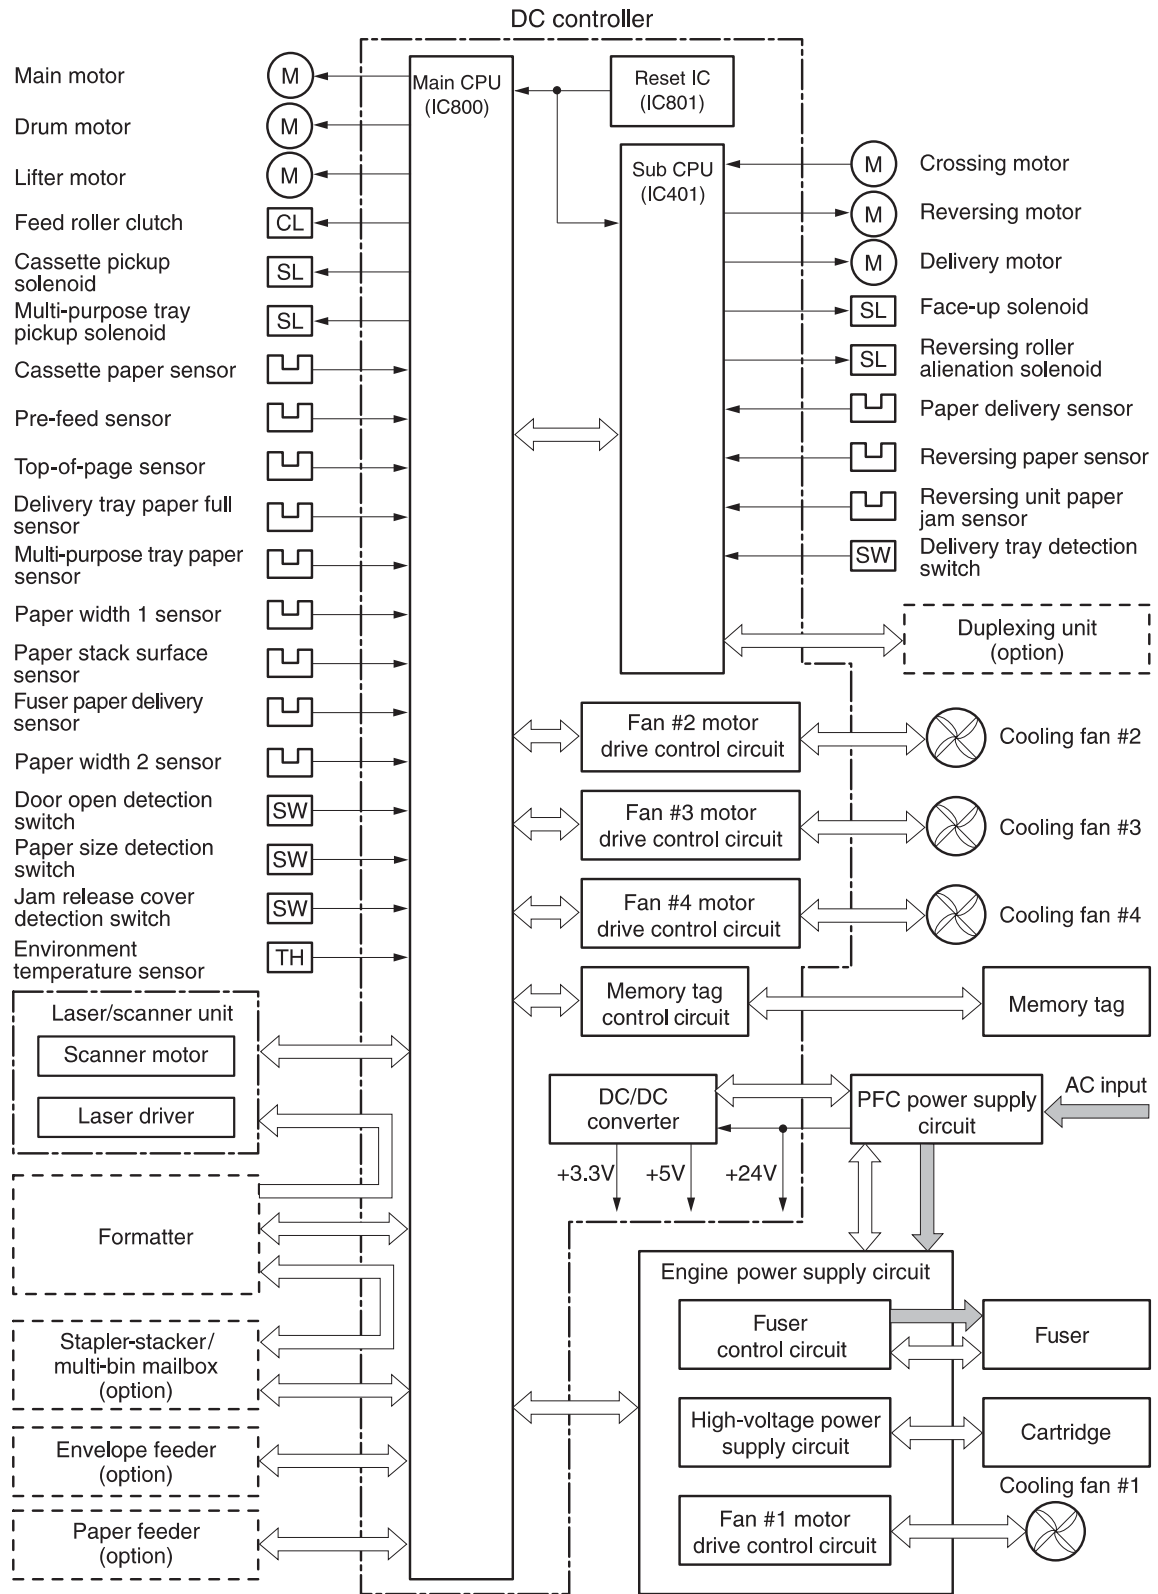 DC controller
Main motor
M
Drum motor
M
Lifter motor
M
Feed roller clutch
CL
Cassette pickup
solenoid
SL
Multi-purpose tray
pickup solenoid
SL
Cassette paper sensor
Pre-feed sensor
Top-of-page sensor
Delivery tray paper full
sensor
Multi-purpose tray paper
sensor
Paper width 1 sensor
Paper stack surface
sensor
Fuser paper delivery
sensor
Paper width 2 sensor
Door open detection
switch
SW
Paper size detection
switch
SW
Jam release cover
detection switch
SW
Environment
temperature sensor
TH
Laser/scanner unit
Scanner motor
Laser driver
Formatter
Stapler-stacker/
multi-bin mailbox
(option)
Envelope feeder
(option)
Paper feeder
(option)
Main CPU
(IC800)
Reset IC
(IC801)
Sub CPU
(IC401)
M
Crossing motor
M
Reversing motor
M
Delivery motor
SL
Face-up solenoid
SL
Reversing roller
alienation solenoid
Paper delivery sensor
Reversing paper sensor
Reversing unit paper
jam sensor
SW
Delivery tray detection
switch
Duplexing unit
(option)
Fan #2 motor
drive control circuit
Cooling fan #2
Fan #3 motor
drive control circuit
Cooling fan #3
Fan #4 motor
drive control circuit
Cooling fan #4
Memory tag
control circuit
Memory tag
DC/DC
converter
PFC power supply
circuit
AC input
+3.3V
+5V
+24V
Engine power supply circuit
Fuser
control circuit
Fuser
High-voltage power
supply circuit
Cartridge
Cooling fan #1
Fan #1 motor
drive control circuit